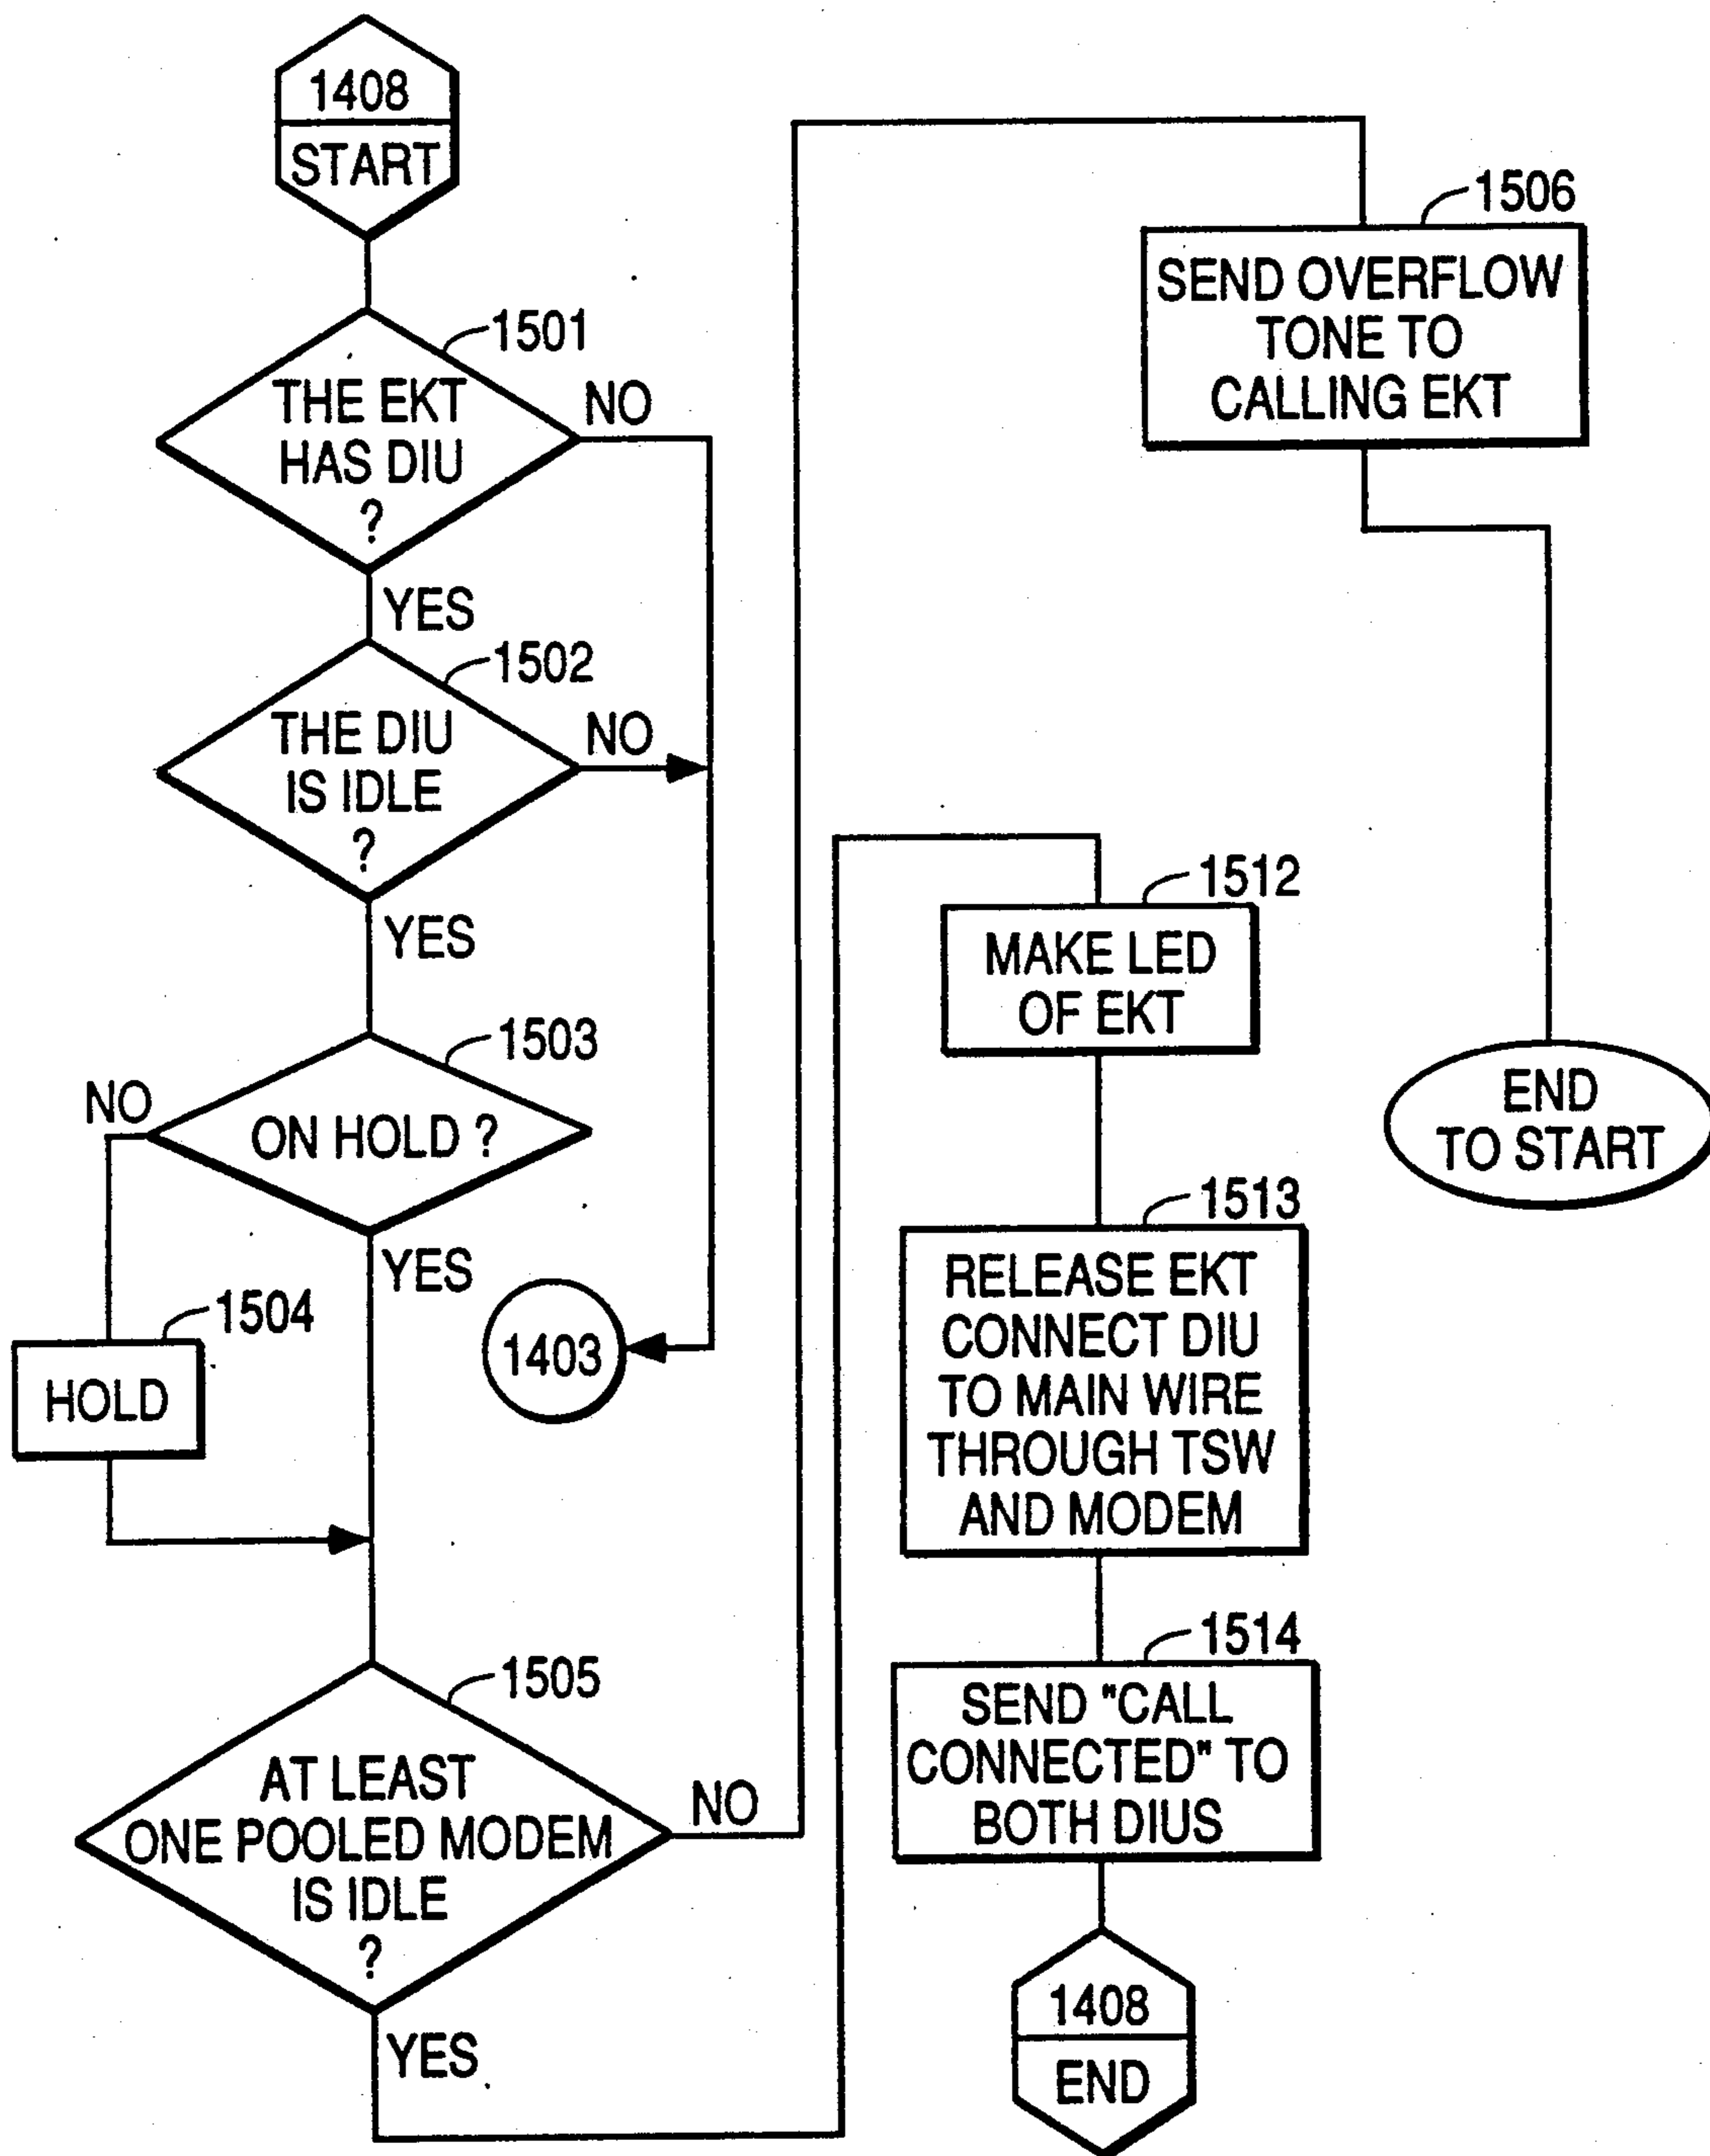 1408
START
1501
THE EKT
HAS DIU
?
NO
YES
1502
THE DIU
IS IDLE
?
NO
YES
1503
NO
ON HOLD ?
YES
1504
HOLD
1403
1505
AT LEAST
ONE POOLED MODEM
IS IDLE
?
NO
YES
1506
SEND OVERFLOW
TONE TO
CALLING EKT
END
TO START
1512
MAKE LED
OF EKT
1513
RELEASE EKT
CONNECT DIU
TO MAIN WIRE
THROUGH TSW
AND MODEM
1514
SEND "CALL
CONNECTED" TO
BOTH DIUS
1408
END